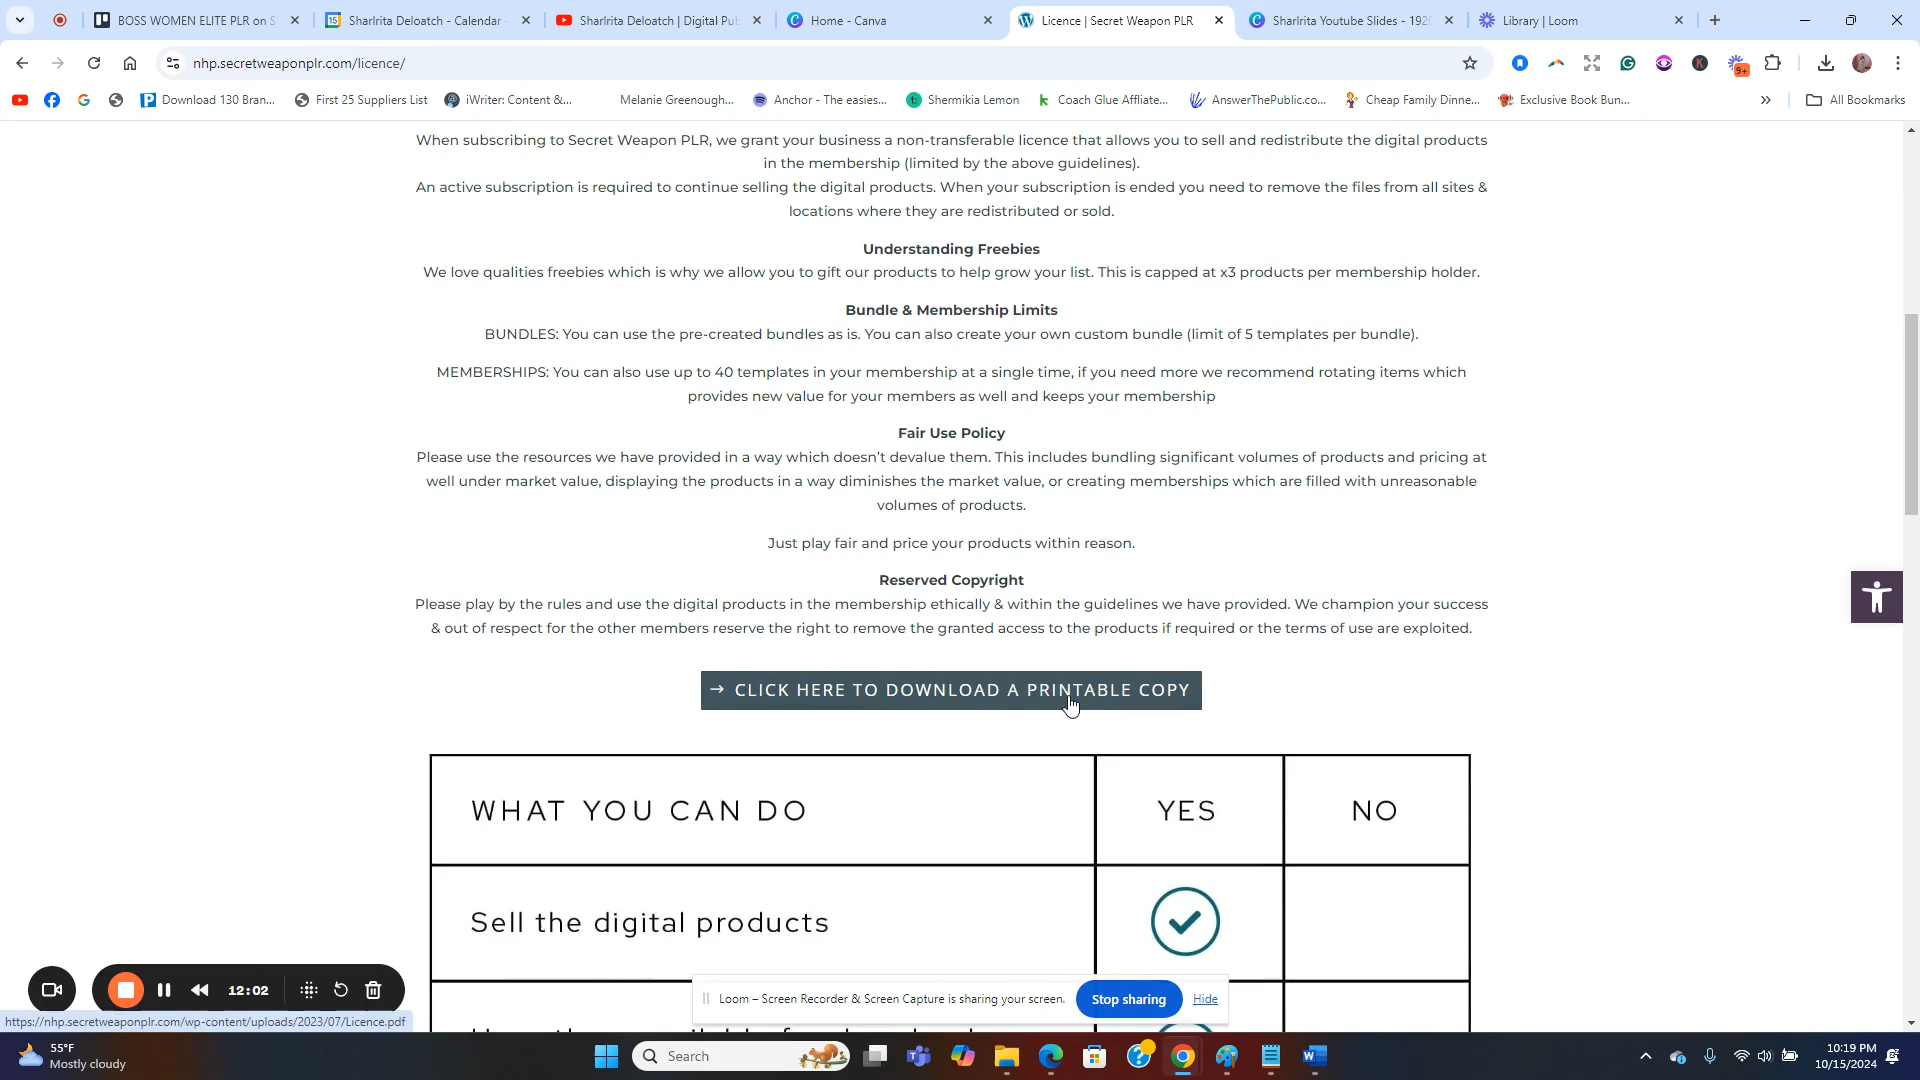 BOSS WOMEN ELITE PLR on S
Sharlrita Deloatch - Calendar
Sharlrita Deloatch | Digital Pu
Home - Canva
Licence | Secret Weapon PLR
Sharlrita Youtube Slides - 192
Library | Loom
nhp.secretweaponplr.com/licence/
9+
Download 130 Bran...
First 25 Suppliers List
iWriter: Content &...
Melanie Greenough...
Anchor - The easies...
Shermikia Lemon
Coach Glue Affliate...
AnswerThePublic.co...
Cheap Family Dinne...
Exclusive Book Bun...
All Bookmarks
When subscribing to Secret Weapon PLR, we grant your business a non-transferable licence that allows you to sell and redistribute the digital products
in the membership (limited by the above guidelines).
An active subscription is required to continue selling the digital products. When your subscription is ended you need to remove the files from all sites &
locations where they are redistributed or sold.
Understanding Freebies
We love qualities freebies which is why we allow you to gift our products to help grow your list. This is capped at x3 products per membership holder.
Bundle & Membership Limits
BUNDLES: You can use the pre-created bundles as is. You can also create your own custom bundle (limit of 5 templates per bundle).
MEMBERSHIPS: You can also use up to 40 templates in your membership at a single time, if you need more we recommend rotating items which
provides new value for your members as well and keeps your membership
Fair Use Policy
Please use the resources we have provided in a way which doesn't devalue them. This includes bundling significant volumes of products and pricing at
well under market value, displaying the products in a way diminishes the market value, or creating memberships which are filled with unreasonable
volumes of products.
Just play fair and price your products within reason.
Reserved Copyright
Please play by the rules and use the digital products in the membership ethically & within the guidelines we have provided. We champion your success
& out of respect for the other members reserve the right to remove the granted access to the products if required or the terms of use are exploited.
→ CLICK HERE TO DOWNLOAD A PRINTABLE COPY
WHAT YOU CAN DO
YES
NO
Sell the digital products
12:02
Loom – Screen Recorder & Screen Capture is sharing your screen.
Stop sharing
Hide
https://nhp.secretweaponplr.com/wp-content/uploads/2023/07/Licence.pdf
55°F
Mostly cloudy
Search
10:19 PM
10/15/2024